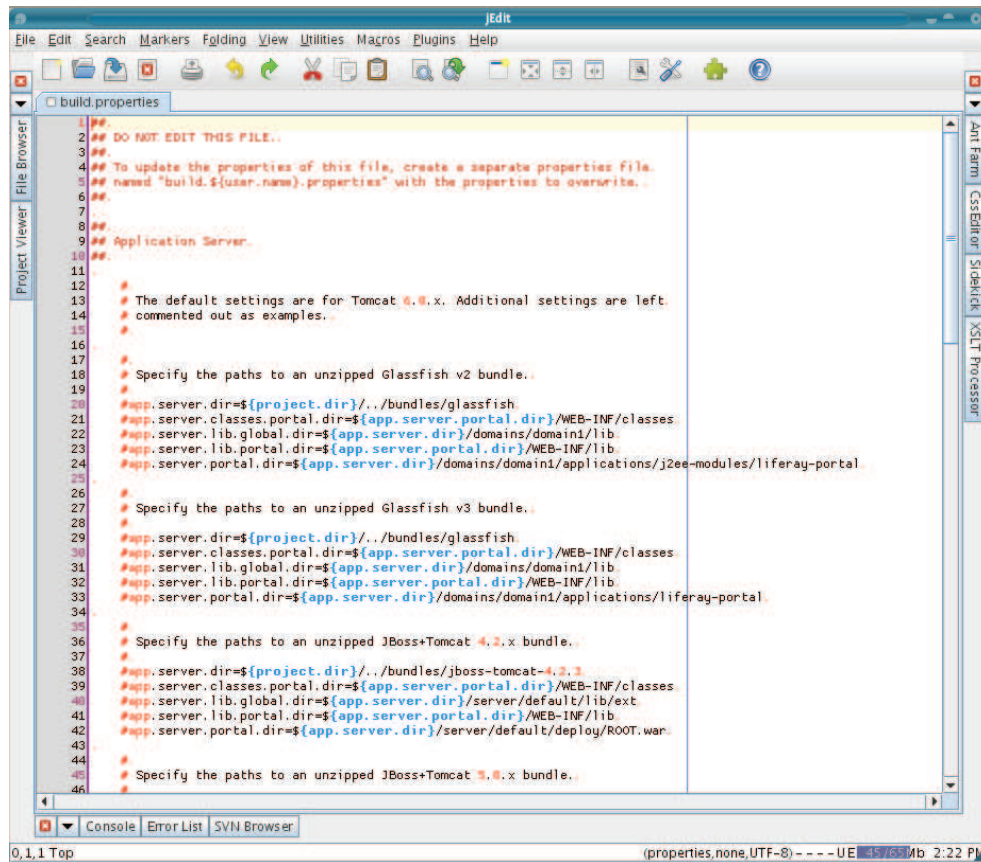 jEdit
File Edit Search Markers Folding View Utilities Macros Plugins Help
build.properties
File Browser
Project Viewer
Ant Farm
Css Editor
Sidekick
XSLT Processor
1 ##
2 ## DO NOT EDIT THIS FILE.
3 ##
4 ## To update the properties of this file, create a separate properties file
5 ## named "build.${user.name}.properties" with the properties to overwrite.
6 ##
7
8 ##
9 ## Application Server
10 ##
11
12 #
13 # The default settings are for Tomcat 6.0.x. Additional settings are left
14 # commented out as examples.
15 #
16
17 #
18 # Specify the paths to an unzipped Glassfish v2 bundle.
19 #
20 #app.server.dir=${project.dir}/../bundles/glassfish
21 #app.server.classes.portal.dir=${app.server.portal.dir}/WEB-INF/classes
22 #app.server.lib.global.dir=${app.server.dir}/domains/domain1/lib
23 #app.server.lib.portal.dir=${app.server.portal.dir}/WEB-INF/lib
24 #app.server.portal.dir=${app.server.dir}/domains/domain1/applications/j2ee-modules/liferay-portal
25
26 #
27 # Specify the paths to an unzipped Glassfish v3 bundle.
28 #
29 #app.server.dir=${project.dir}/../bundles/glassfish
30 #app.server.classes.portal.dir=${app.server.portal.dir}/WEB-INF/classes
31 #app.server.lib.global.dir=${app.server.dir}/domains/domain1/lib
32 #app.server.lib.portal.dir=${app.server.portal.dir}/WEB-INF/lib
33 #app.server.portal.dir=${app.server.dir}/domains/domain1/applications/liferay-portal
34
35 #
36 # Specify the paths to an unzipped JBoss+Tomcat 4.2.x bundle.
37 #
38 #app.server.dir=${project.dir}/../bundles/jboss-tomcat-4.2.3
39 #app.server.classes.portal.dir=${app.server.portal.dir}/WEB-INF/classes
40 #app.server.lib.global.dir=${app.server.dir}/server/default/lib/ext
41 #app.server.lib.portal.dir=${app.server.portal.dir}/WEB-INF/lib
42 #app.server.portal.dir=${app.server.dir}/server/default/deploy/ROOT.war
43
44 #
45 # Specify the paths to an unzipped JBoss+Tomcat 5.0.x bundle.
46 #
Console Error List SVN Browser
0,1,1 Top (properties,none,UTF-8) - - - - U E 45/65Mb 2:22 PM